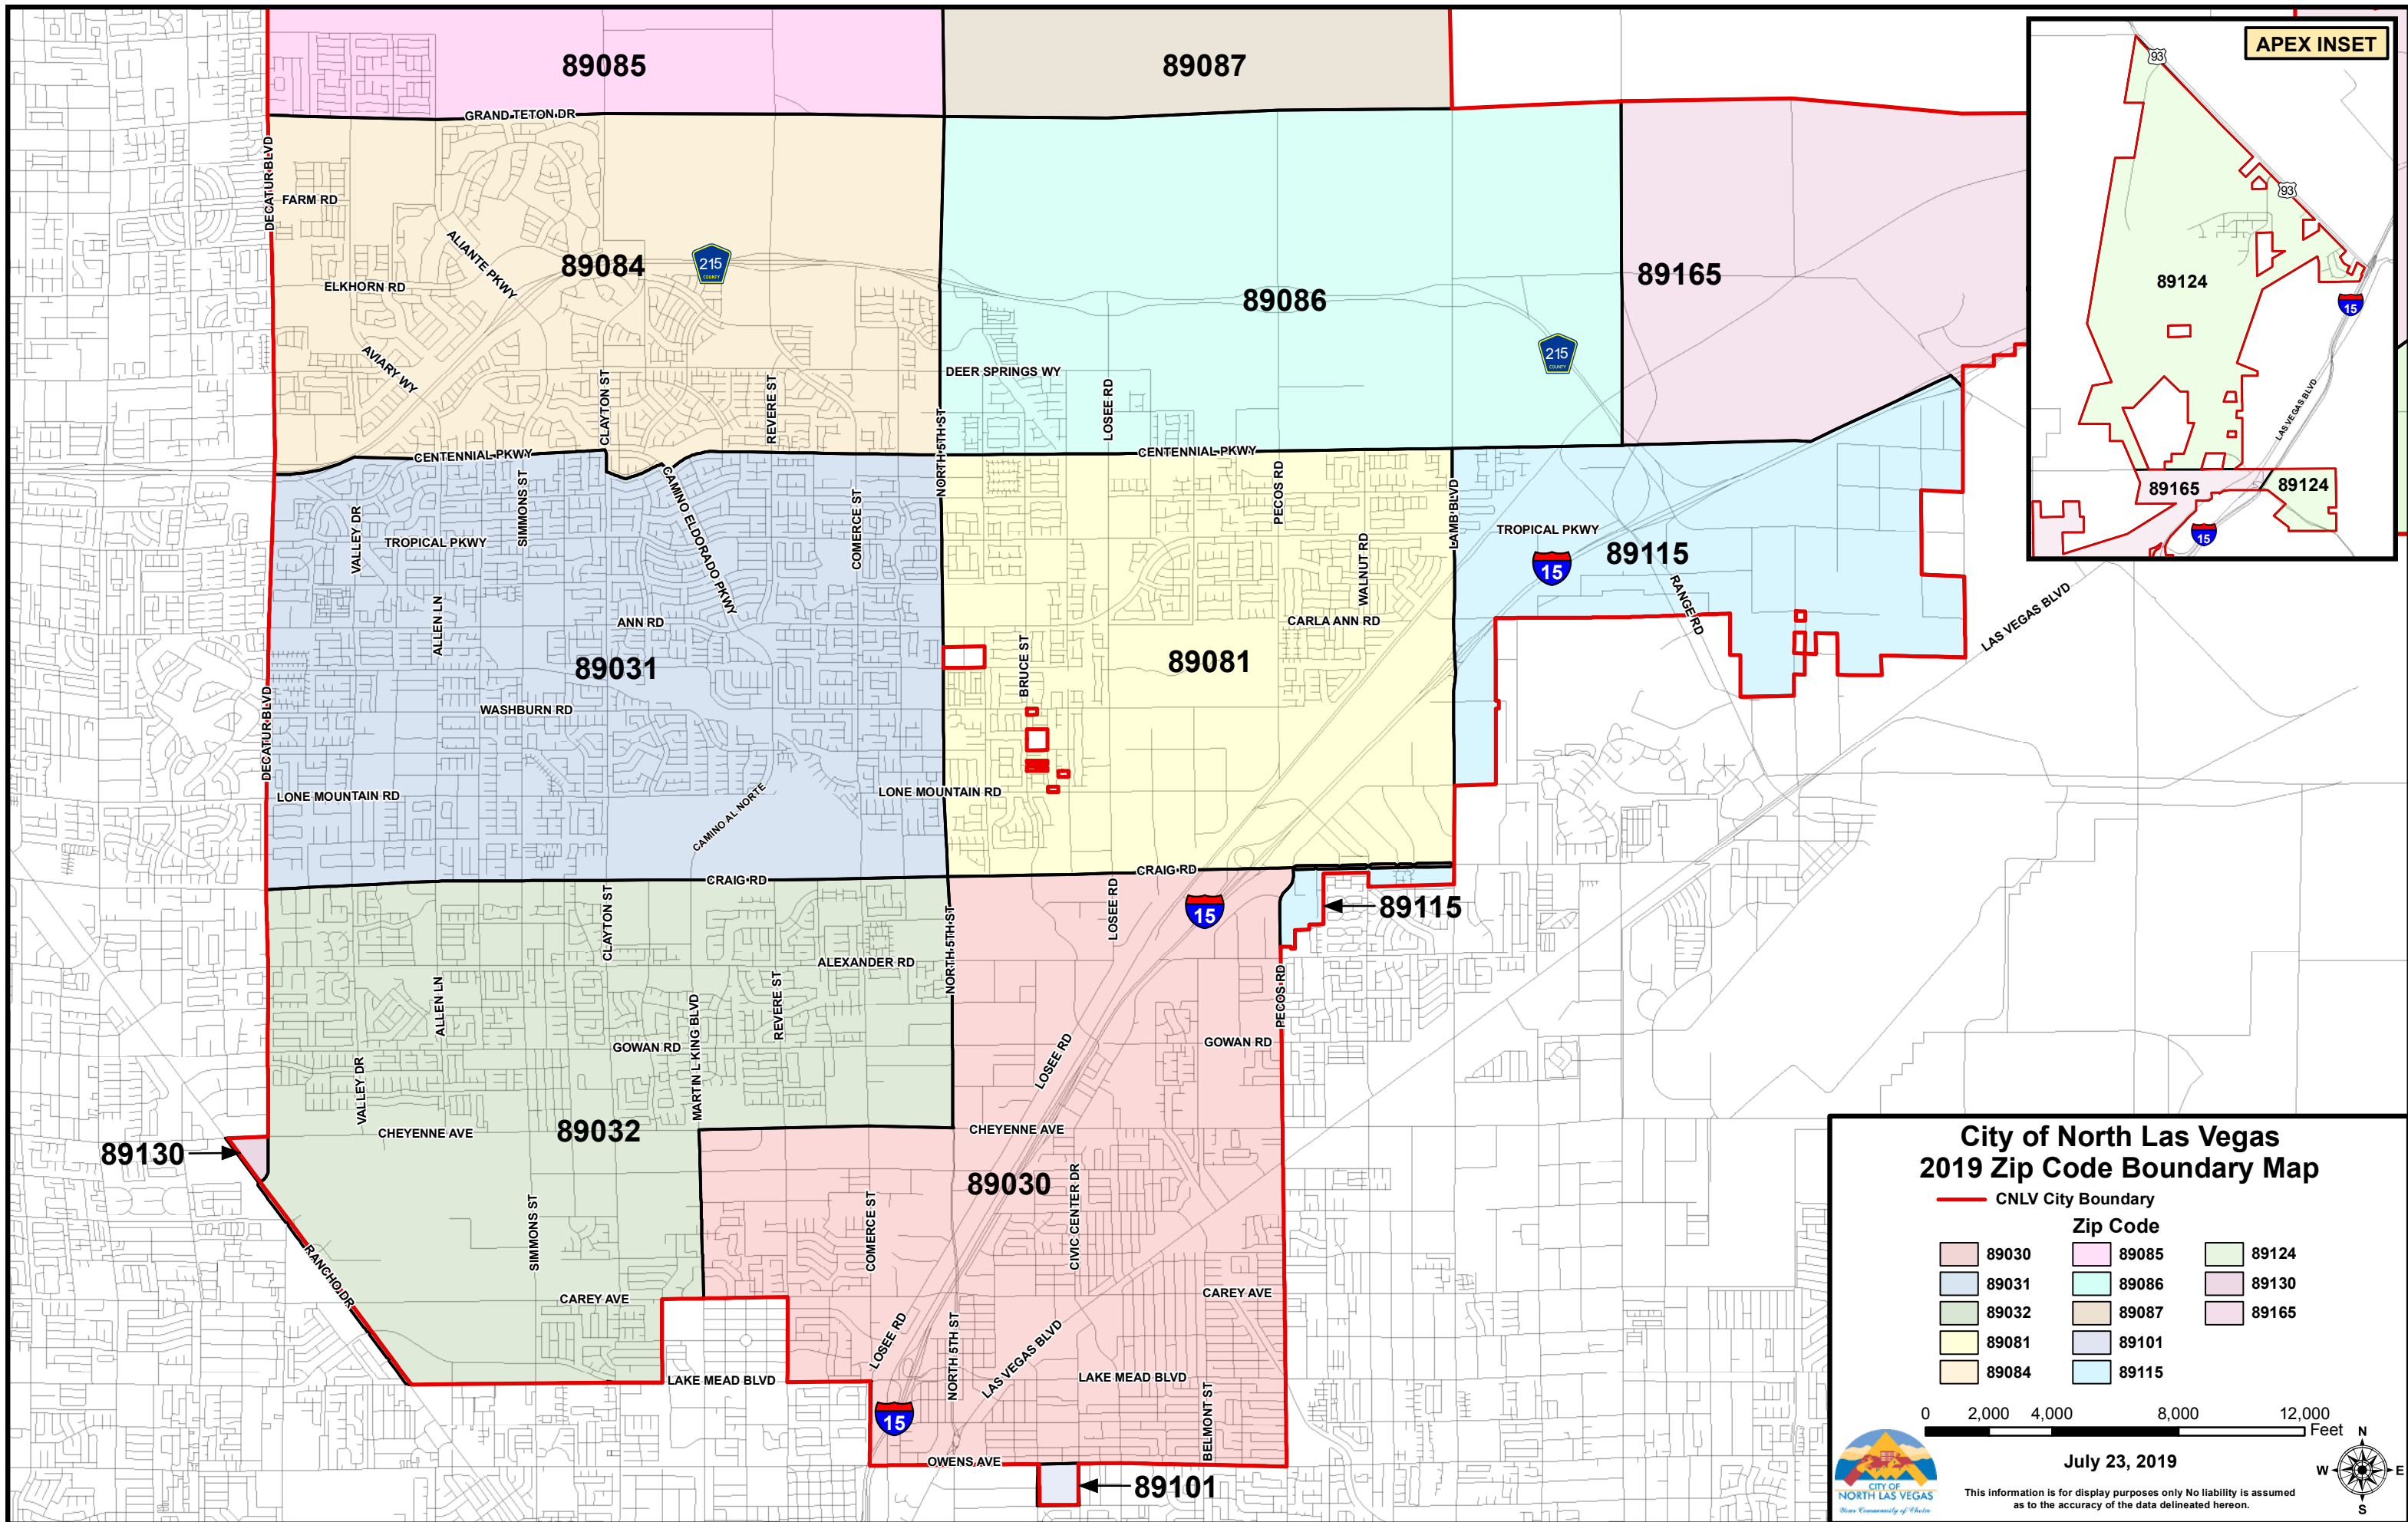 89085
89087
APEX INSET
93
GRAND TETON DR
DECATUR BLVD
FARM RD
93
ALIANTE PKWY
89084
215
COUNTY
89165
89124
ELKHORN RD
89086
15
AVIARY WY
215
COUNTY
DEER SPRINGS WY
CLAYTON ST
REVERE ST
LOSEE RD
NORTH 5TH ST
LAS VEGAS BLVD
CENTENNIAL PKWY
CENTENNIAL PKWY
89165
89124
15
SIMMONS ST
CAMINO ELDORADO PKWY
COMERCE ST
PECOS RD
LAMB BLVD
VALLEY DR
TROPICAL PKWY
TROPICAL PKWY
89115
15
WALNUT RD
RANGE RD
ALLEN LN
ANN RD
CARLA ANN RD
LAS VEGAS BLVD
89031
BRUCE ST
89081
WASHBURN RD
DECATUR BLVD
LONE MOUNTAIN RD
LONE MOUNTAIN RD
CAMINO AL NORTE
CRAIG RD
CRAIG RD
CLAYTON ST
NORTH 5TH ST
LOSEE RD
15
89115
ALEXANDER RD
ALLEN LN
MARTIN L KING BLVD
REVERE ST
PECOS RD
GOWAN RD
GOWAN RD
LOSEE RD
VALLEY DR
CHEYENNE AVE
89032
CHEYENNE AVE
89130
89030
SIMMONS ST
COMERCE ST
CIVIC CENTER DR
RANCHO DR
CAREY AVE
CAREY AVE
LOSEE RD
NORTH 5TH ST
LAS VEGAS BLVD
LAKE MEAD BLVD
LAKE MEAD BLVD
15
BELMONT ST
OWENS AVE
89101
City of North Las Vegas
2019 Zip Code Boundary Map
CNLV City Boundary
Zip Code
89030
89085
89124
89031
89086
89130
89032
89087
89165
89081
89101
89084
89115
0 2,000 4,000 8,000 12,000
Feet
N
W E
S
July 23, 2019
CITY OF
NORTH LAS VEGAS
Your Community of Choice
This information is for display purposes only No liability is assumed
as to the accuracy of the data delineated hereon.